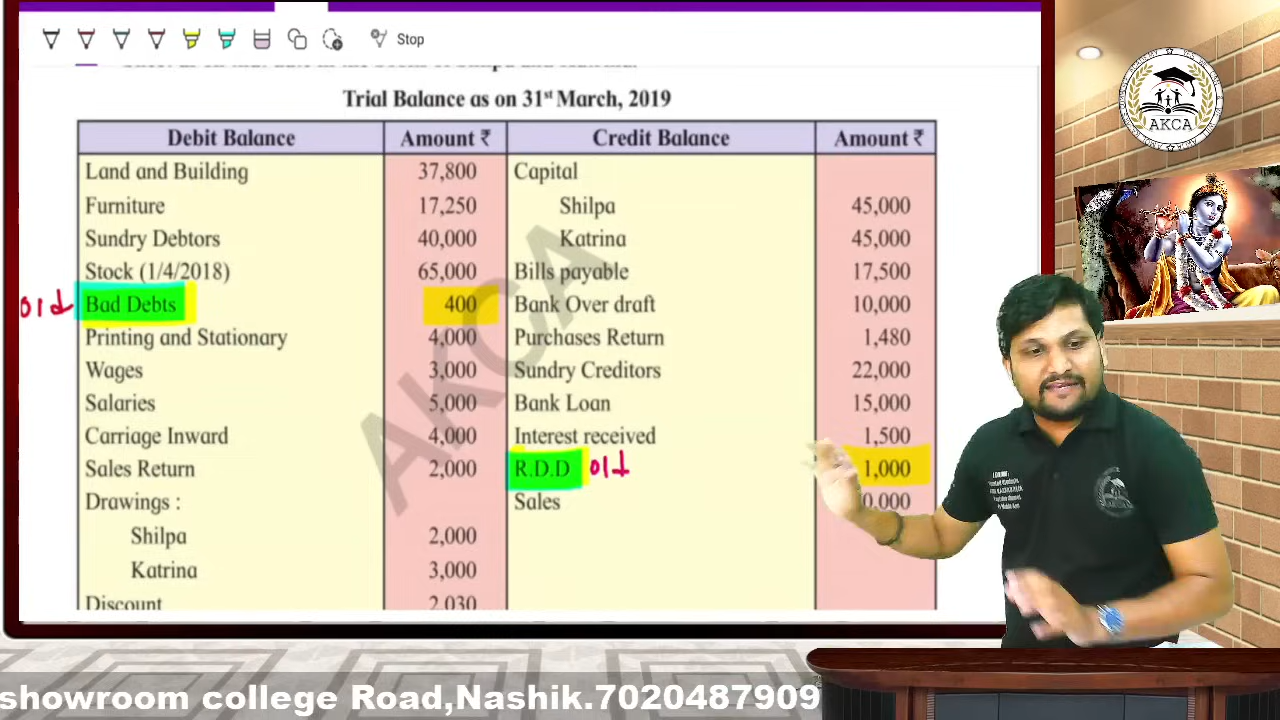 Stop
Trial Balance as on 31st March, 2019
Debit Balance Amount ₹ Credit Balance Amount ₹
Land and Building 37,800 Capital
Furniture 17,250 Shilpa 45,000
Sundry Debtors 40,000 Katrina 45,000
Stock (1/4/2018) 65,000 Bills payable 17,500
old Bad Debts 400 Bank Over draft 10,000
Printing and Stationary 4,000 Purchases Return 1,480
Wages 3,000 Sundry Creditors 22,000
Salaries 5,000 Bank Loan 15,000
Carriage Inward 4,000 Interest received 1,500
Sales Return 2,000 R.D.D old 1,000
Drawings : Sales
Shilpa 2,000
Katrina 3,000
Discount 2,030
AKCA
AKCA
showroom college Road,Nashik.7020487909